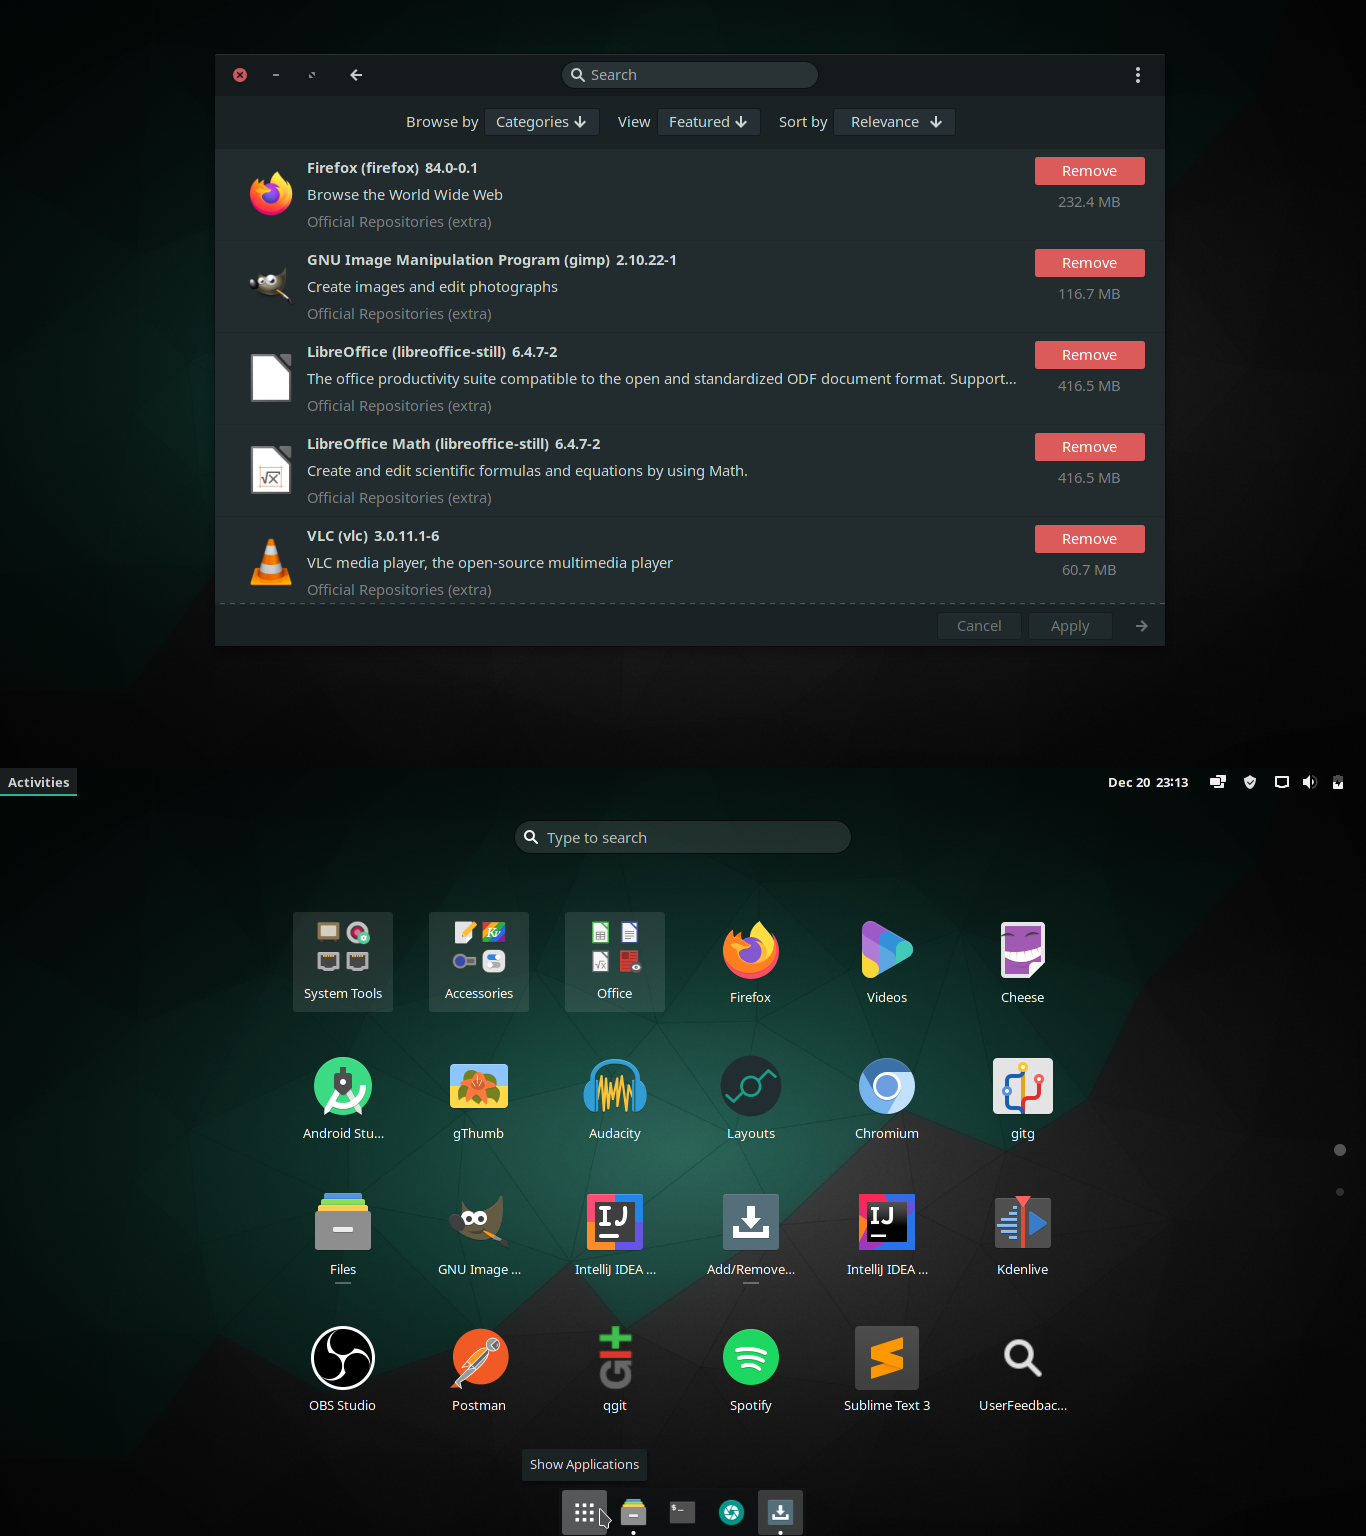 Search
Browse by Categories View Featured Sort by Relevance
Firefox (firefox) 84.0-0.1
Browse the World Wide Web
Official Repositories (extra)
Remove
232.4 MB
GNU Image Manipulation Program (gimp) 2.10.22-1
Create images and edit photographs
Official Repositories (extra)
Remove
116.7 MB
LibreOffice (libreoffice-still) 6.4.7-2
The office productivity suite compatible to the open and standardized ODF document format. Support...
Official Repositories (extra)
Remove
416.5 MB
LibreOffice Math (libreoffice-still) 6.4.7-2
Create and edit scientific formulas and equations by using Math.
Official Repositories (extra)
Remove
416.5 MB
VLC (vlc) 3.0.11.1-6
VLC media player, the open-source multimedia player
Official Repositories (extra)
Remove
60.7 MB
Cancel Apply
Activities
Dec 20 23:13
Type to search
System Tools
Accessories
Office
Firefox
Videos
Cheese
Android Stu...
gThumb
Audacity
Layouts
Chromium
gitg
IJ
IJ
Files
GNU Image ...
IntelliJ IDEA ...
Add/Remove...
IntelliJ IDEA ...
Kdenlive
OBS Studio
Postman
qgit
Spotify
Sublime Text 3
UserFeedbac...
Show Applications